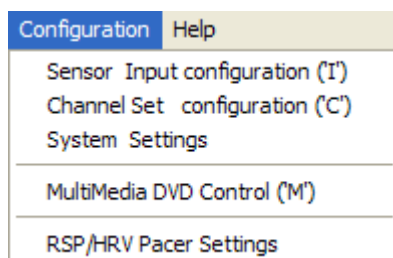 Configuration Help
Sensor Input configuration ('I')
Channel Set configuration ('C')
System Settings
MultiMedia DVD Control ('M')
RSP/HRV Pacer Settings